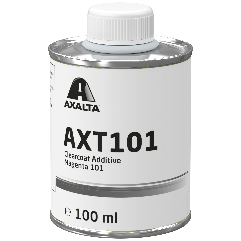 AXALTA
AXT101
Clearcoat Additive
Magenta 101
℮ 100 ml